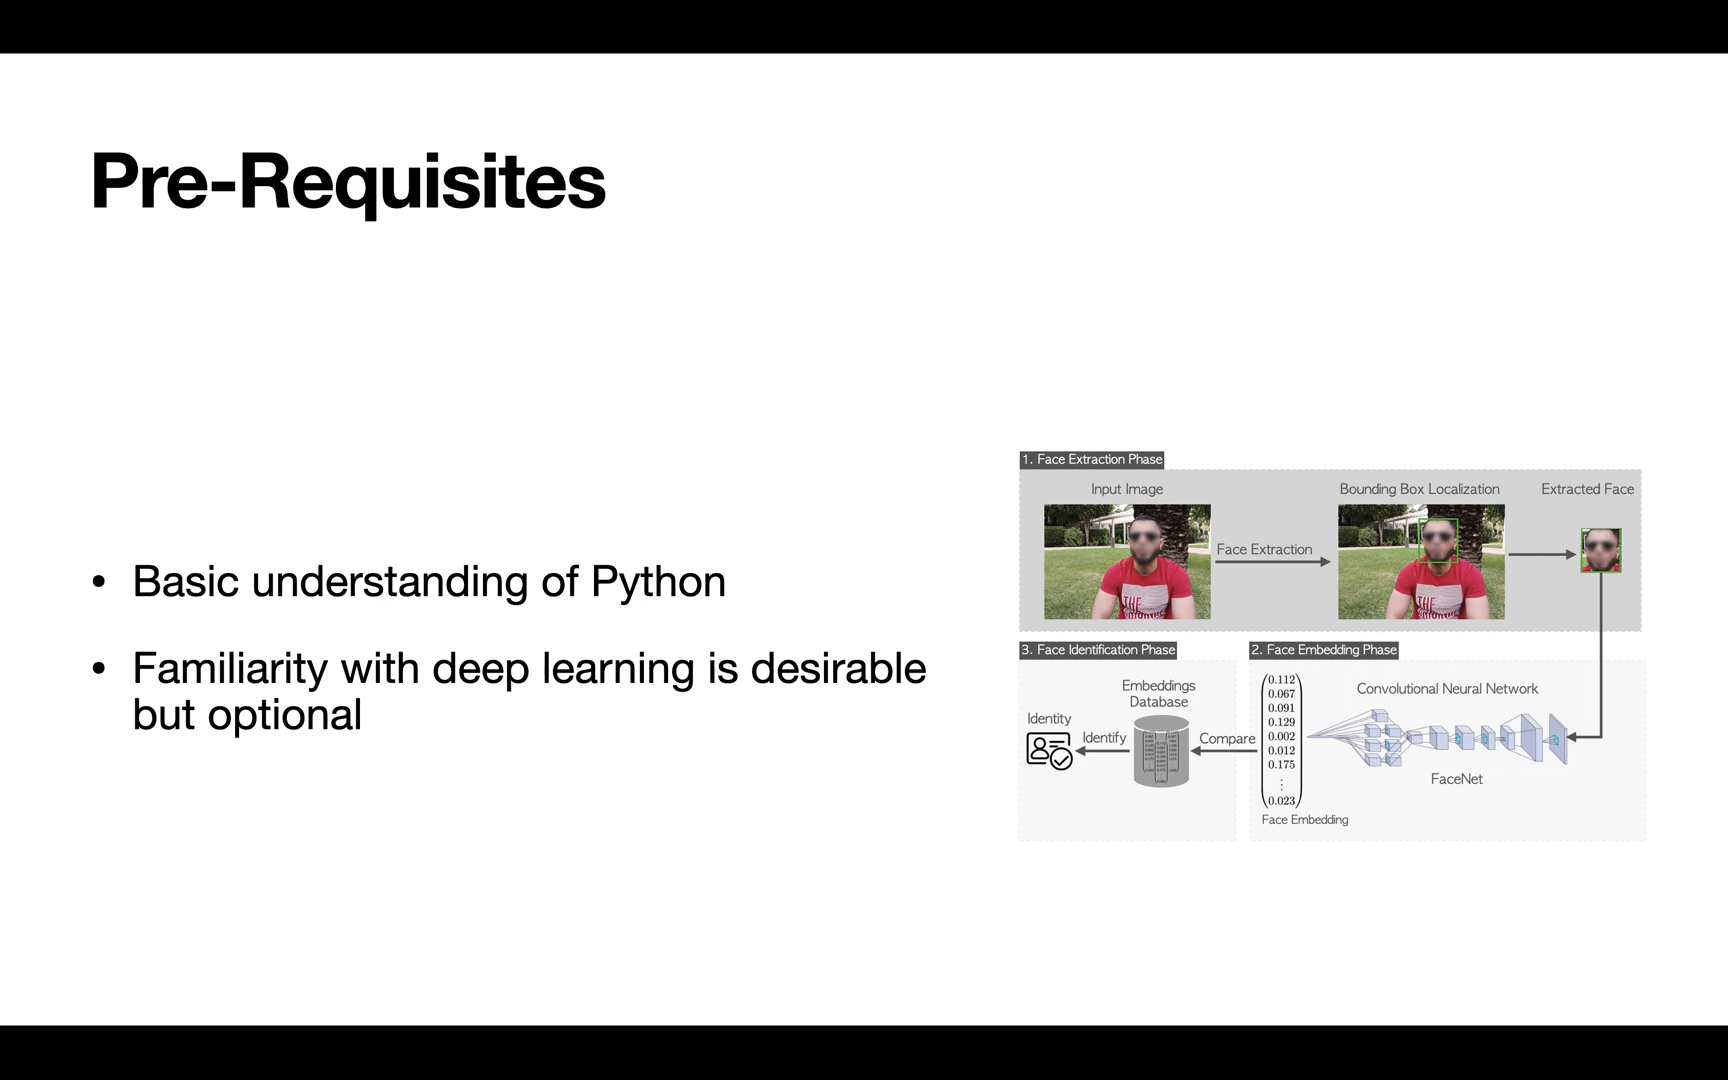 Pre-Requisites
• Basic understanding of Python
• Familiarity with deep learning is desirable
but optional
1. Face Extraction Phase
Input Image
Bounding Box Localization
Extracted Face
Face Extraction
THE
3. Face Identification Phase
Embeddings
Database
Identity
Identify
Compare
2. Face Embedding Phase
0.112
0.067
0.091
0.129
0.002
0.012
0.175
⋮
0.023
Face Embedding
Convolutional Neural Network
FaceNet
THE